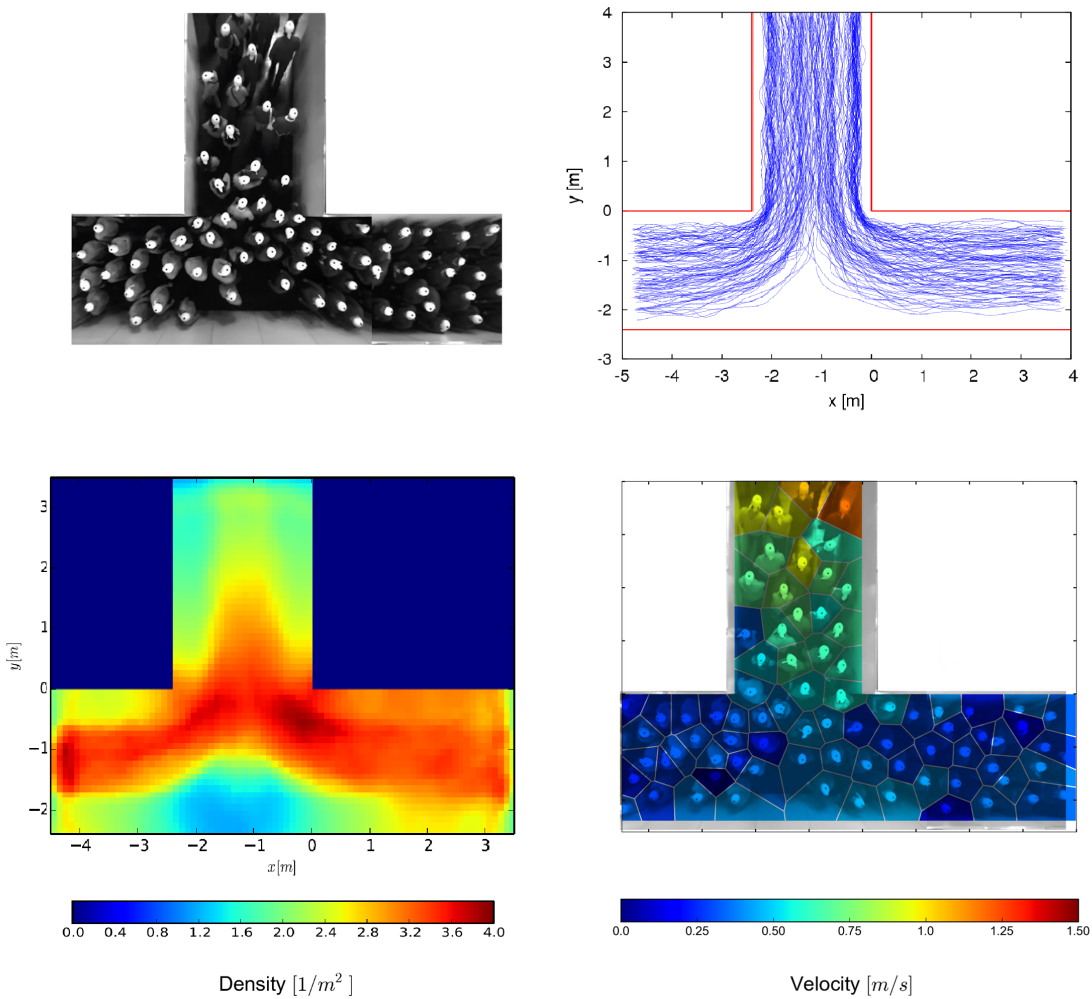 4
3
2
1
0
-1
-2
-3
y [m]
-5 -4 -3 -2 -1 0 1 2 3 4
x [m]
3
2
1
0
−1
−2
y[m]
−4 −3 −2 −1 0 1 2 3
x[m]
0.0 0.4 0.8 1.2 1.6 2.0 2.4 2.8 3.2 3.6 4.0
Density [1/m² ]
0.0 0.25 0.50 0.75 1.0 1.25 1.50
Velocity [m/s]